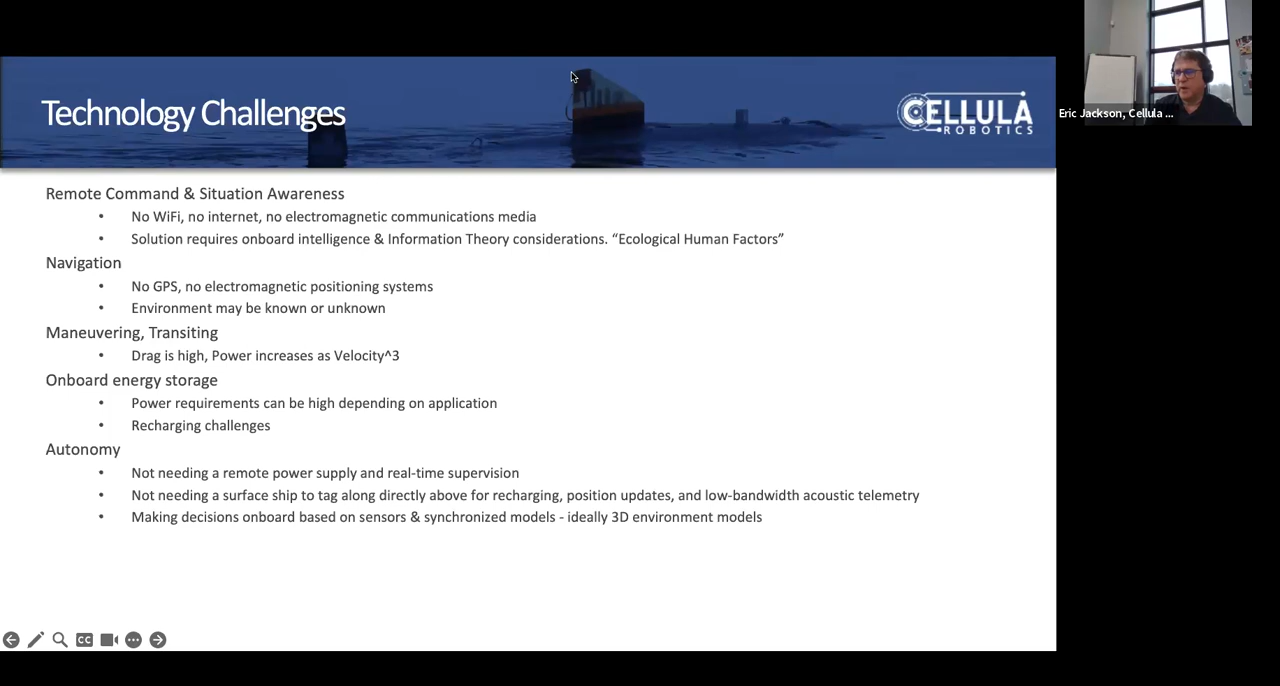 Technology Challenges
CELLULA
ROBOTICS
Eric Jackson, Cellula ...
Remote Command & Situation Awareness
• No WiFi, no internet, no electromagnetic communications media
• Solution requires onboard intelligence & Information Theory considerations. “Ecological Human Factors”
Navigation
• No GPS, no electromagnetic positioning systems
• Environment may be known or unknown
Maneuvering, Transiting
• Drag is high, Power increases as Velocity^3
Onboard energy storage
• Power requirements can be high depending on application
• Recharging challenges
Autonomy
• Not needing a remote power supply and real-time supervision
• Not needing a surface ship to tag along directly above for recharging, position updates, and low-bandwidth acoustic telemetry
• Making decisions onboard based on sensors & synchronized models - ideally 3D environment models
CC